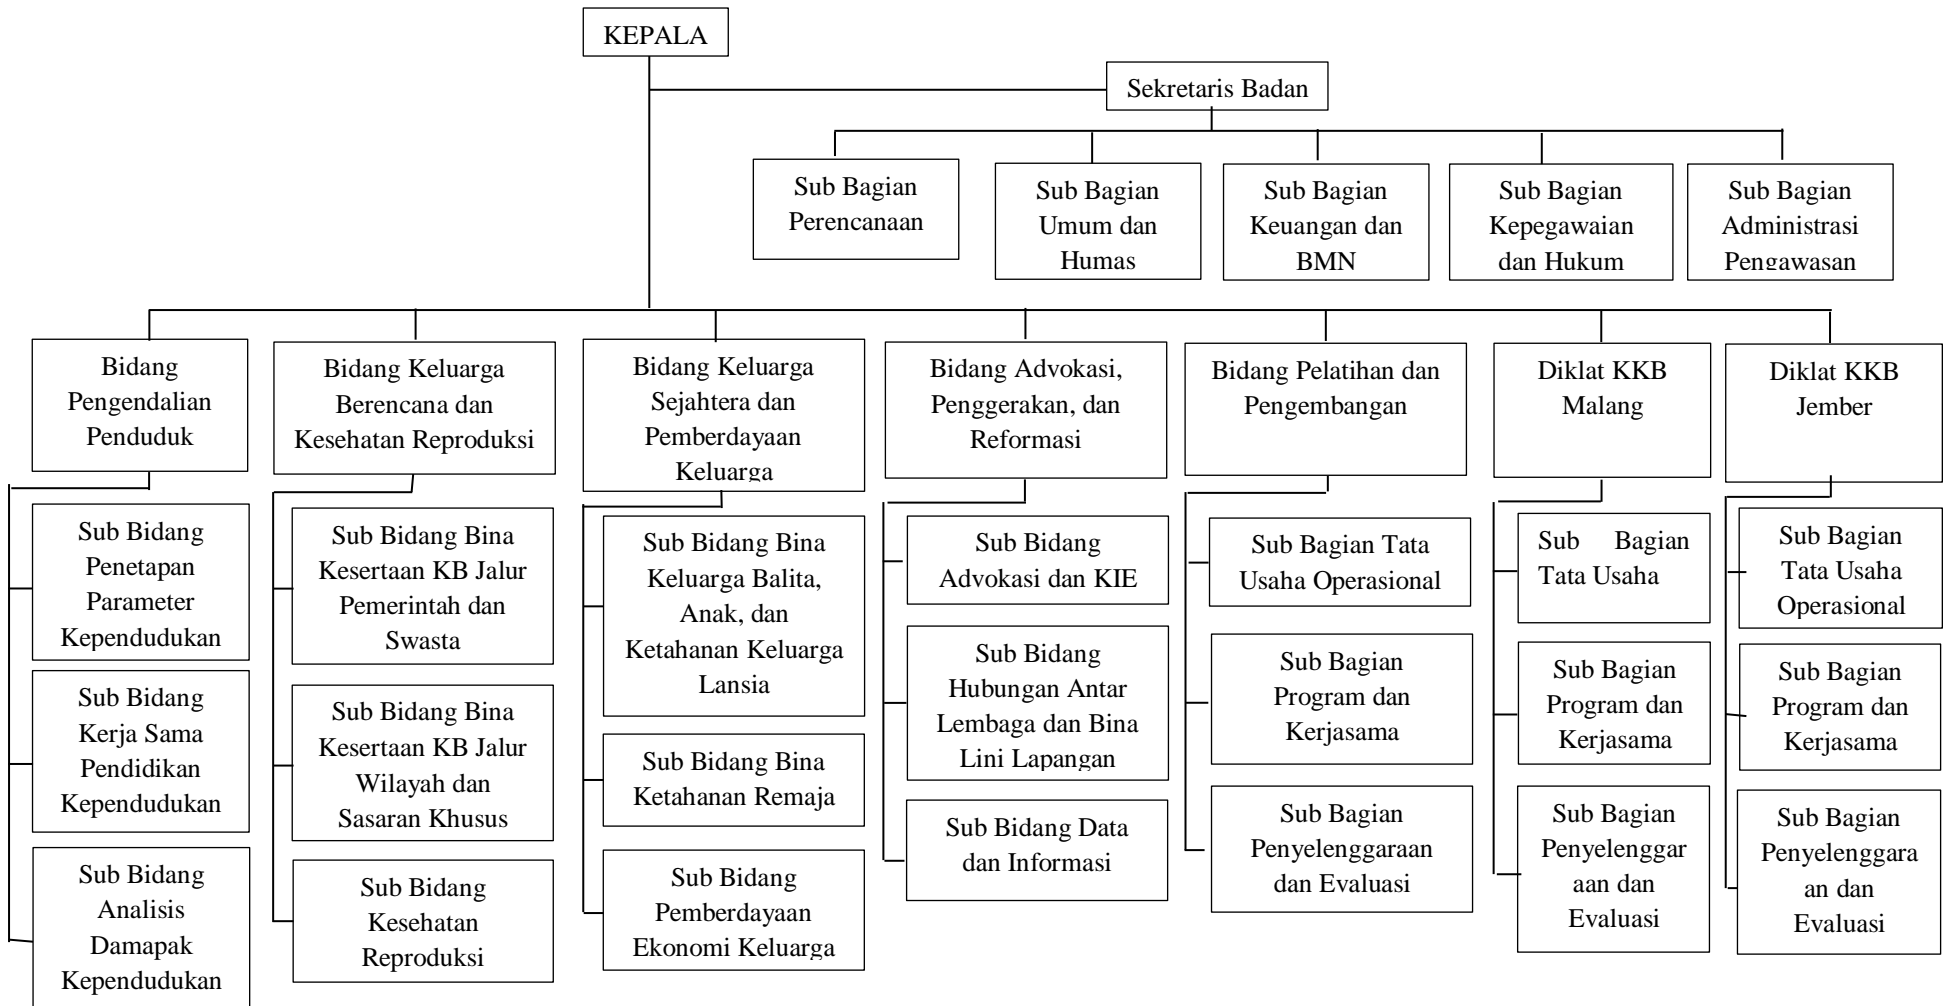 KEPALA
Sekretaris Badan
Sub Bagian
Perencanaan
Sub Bagian
Umum dan
Humas
Sub Bagian
Keuangan dan
BMN
Sub Bagian
Kepegawaian
dan Hukum
Sub Bagian
Administrasi
Pengawasan
Bidang
Pengendalian
Penduduk
Bidang Keluarga
Berencana dan
Kesehatan Reproduksi
Bidang Keluarga
Sejahtera dan
Pemberdayaan
Keluarga
Bidang Advokasi,
Penggerakan, dan
Reformasi
Bidang Pelatihan dan
Pengembangan
Diklat KKB
Malang
Diklat KKB
Jember
Sub Bidang
Penetapan
Parameter
Kependudukan
Sub Bidang
Kerja Sama
Pendidikan
Kependudukan
Sub Bidang
Analisis
Damapak
Kependudukan
Sub Bidang Bina
Kesertaan KB Jalur
Pemerintah dan
Swasta
Sub Bidang Bina
Kesertaan KB Jalur
Wilayah dan
Sasaran Khusus
Sub Bidang
Kesehatan
Reproduksi
Sub Bidang Bina
Keluarga Balita,
Anak, dan
Ketahanan Keluarga
Lansia
Sub Bidang Bina
Ketahanan Remaja
Sub Bidang
Pemberdayaan
Ekonomi Keluarga
Sub Bidang
Advokasi dan KIE
Sub Bidang
Hubungan Antar
Lembaga dan Bina
Lini Lapangan
Sub Bidang Data
dan Informasi
Sub Bagian Tata
Usaha Operasional
Sub Bagian
Program dan
Kerjasama
Sub Bagian
Penyelenggaraan
dan Evaluasi
Sub Bagian
Tata Usaha
Sub Bagian
Program dan
Kerjasama
Sub Bagian
Penyelenggar
aan dan
Evaluasi
Sub Bagian
Tata Usaha
Operasional
Sub Bagian
Program dan
Kerjasama
Sub Bagian
Penyelenggara
an dan
Evaluasi